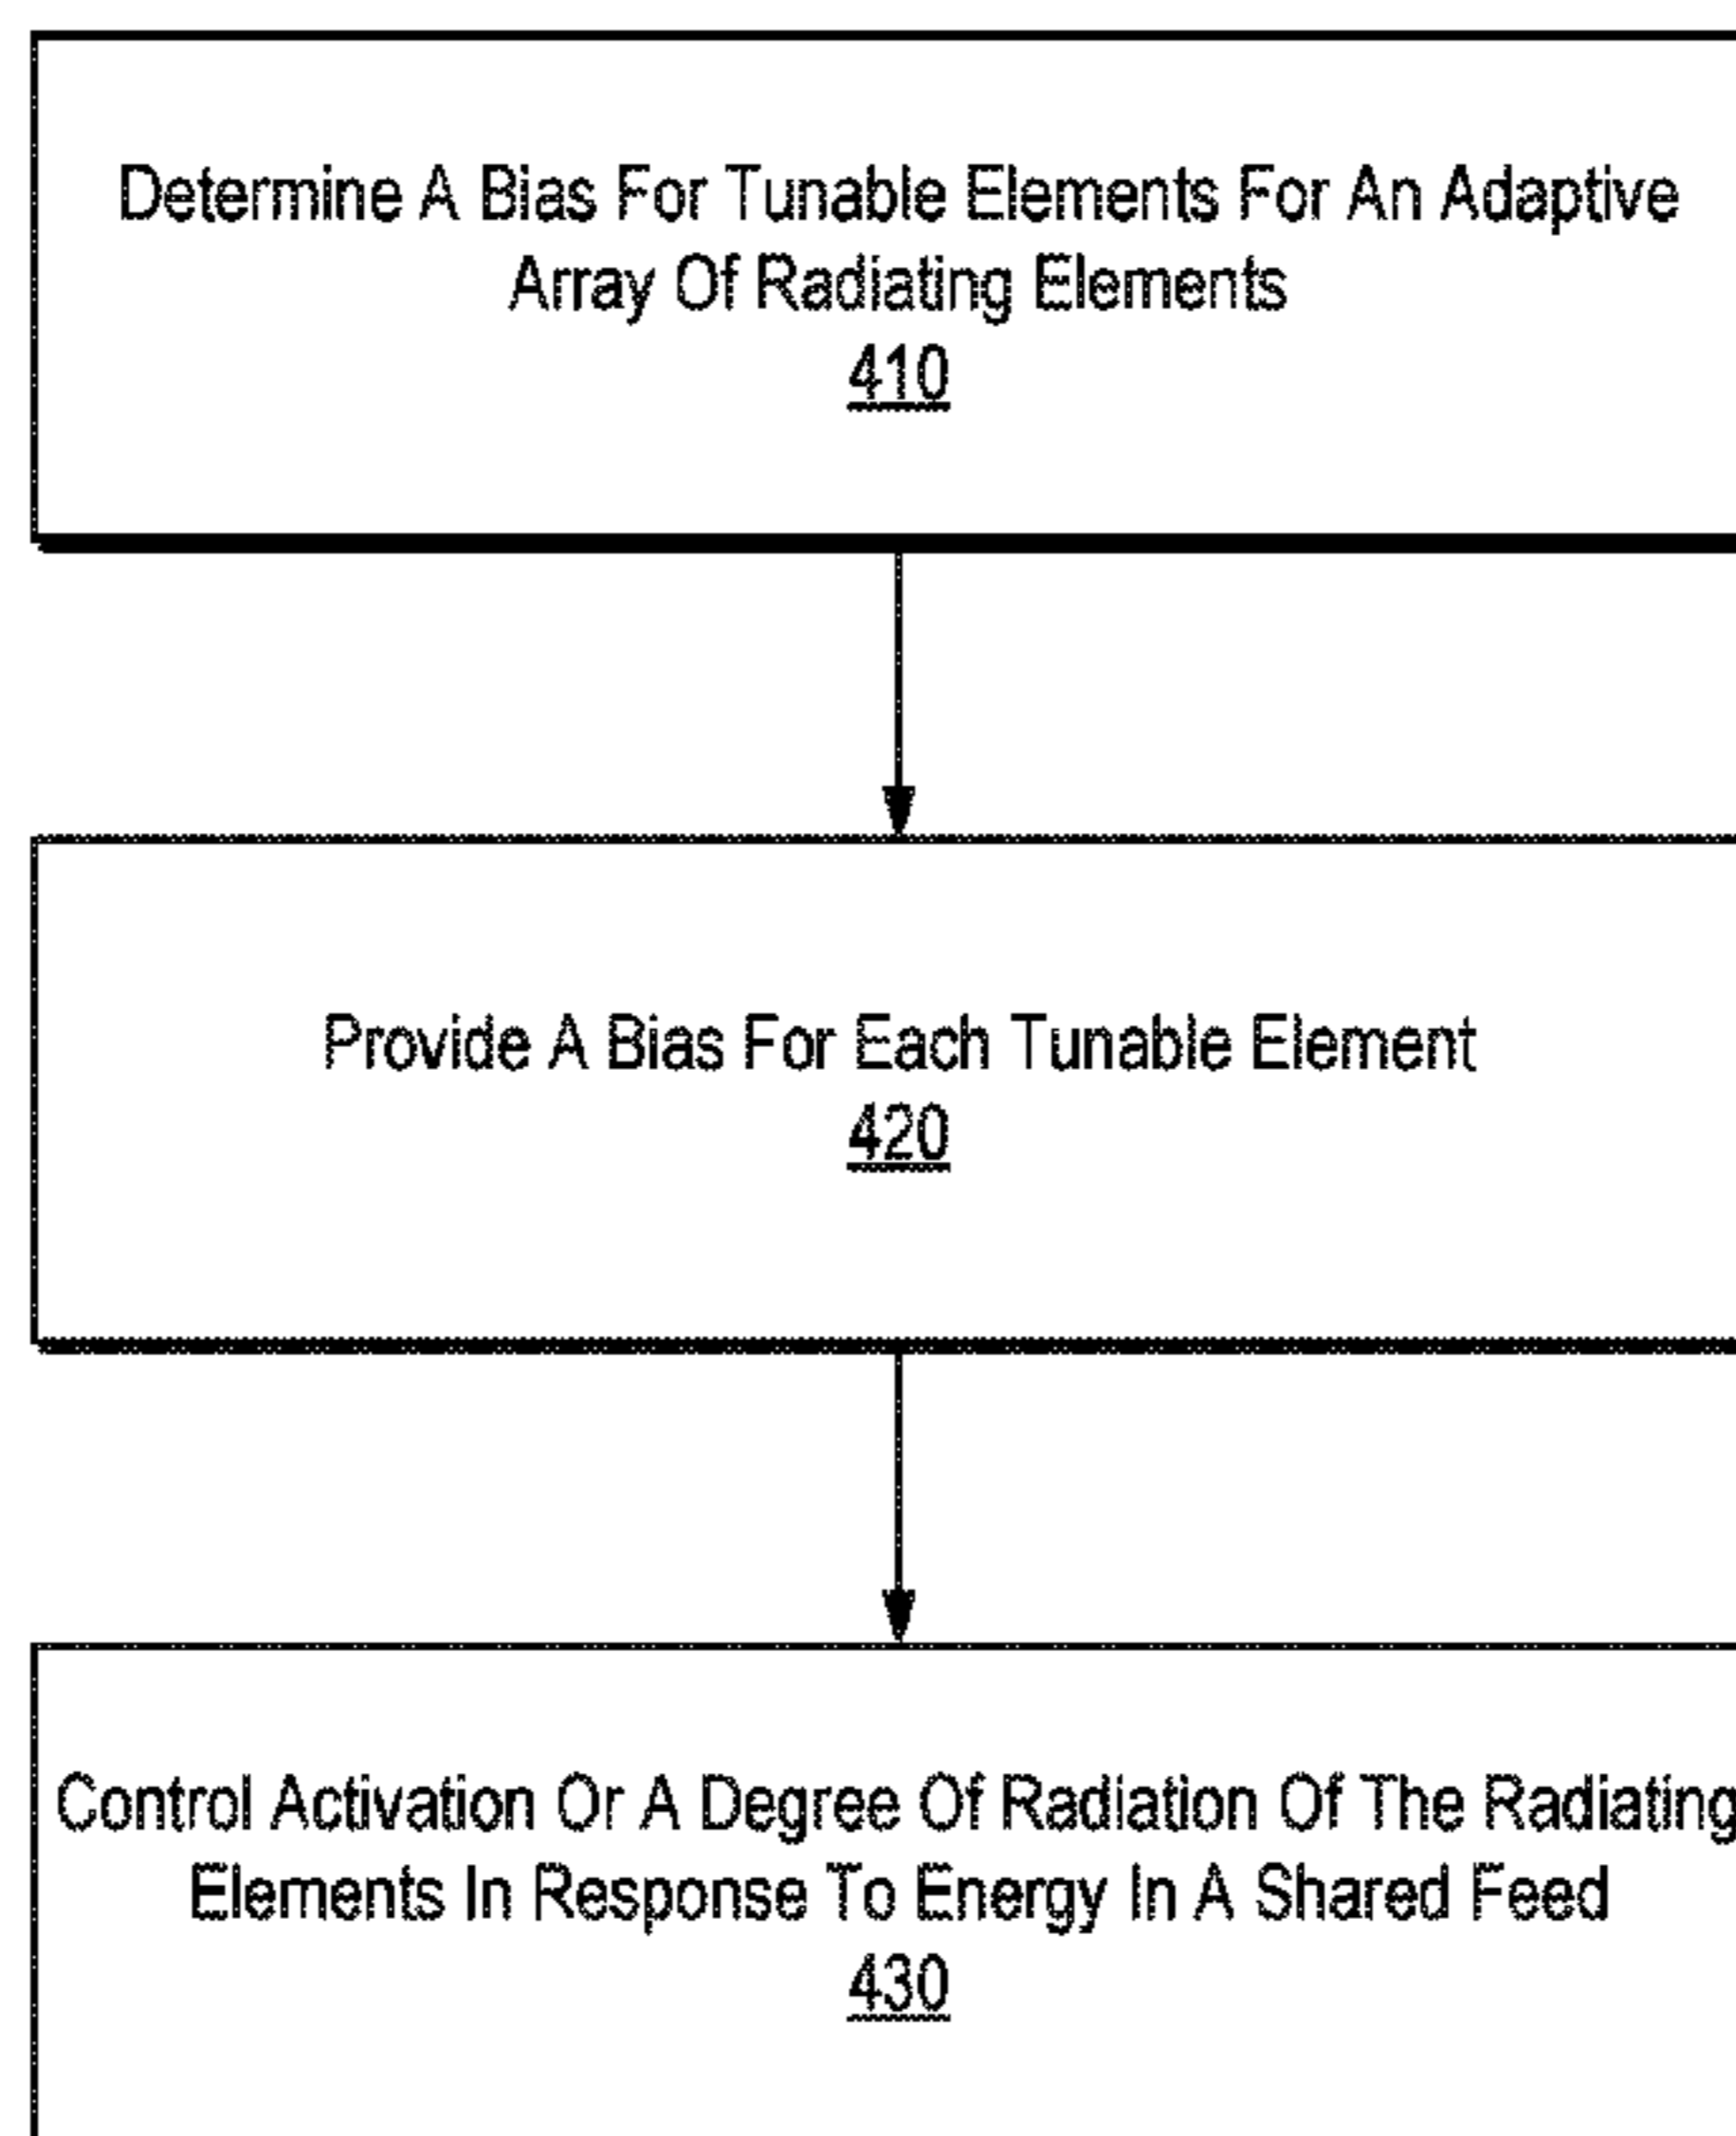 Determine A Bias For Tunable Elements For An Adaptive
Array Of Radiating Elements
410
Provide A Bias For Each Tunable Element
420
Control Activation Or A Degree Of Radiation Of The Radiating
Elements In Response To Energy In A Shared Feed
430